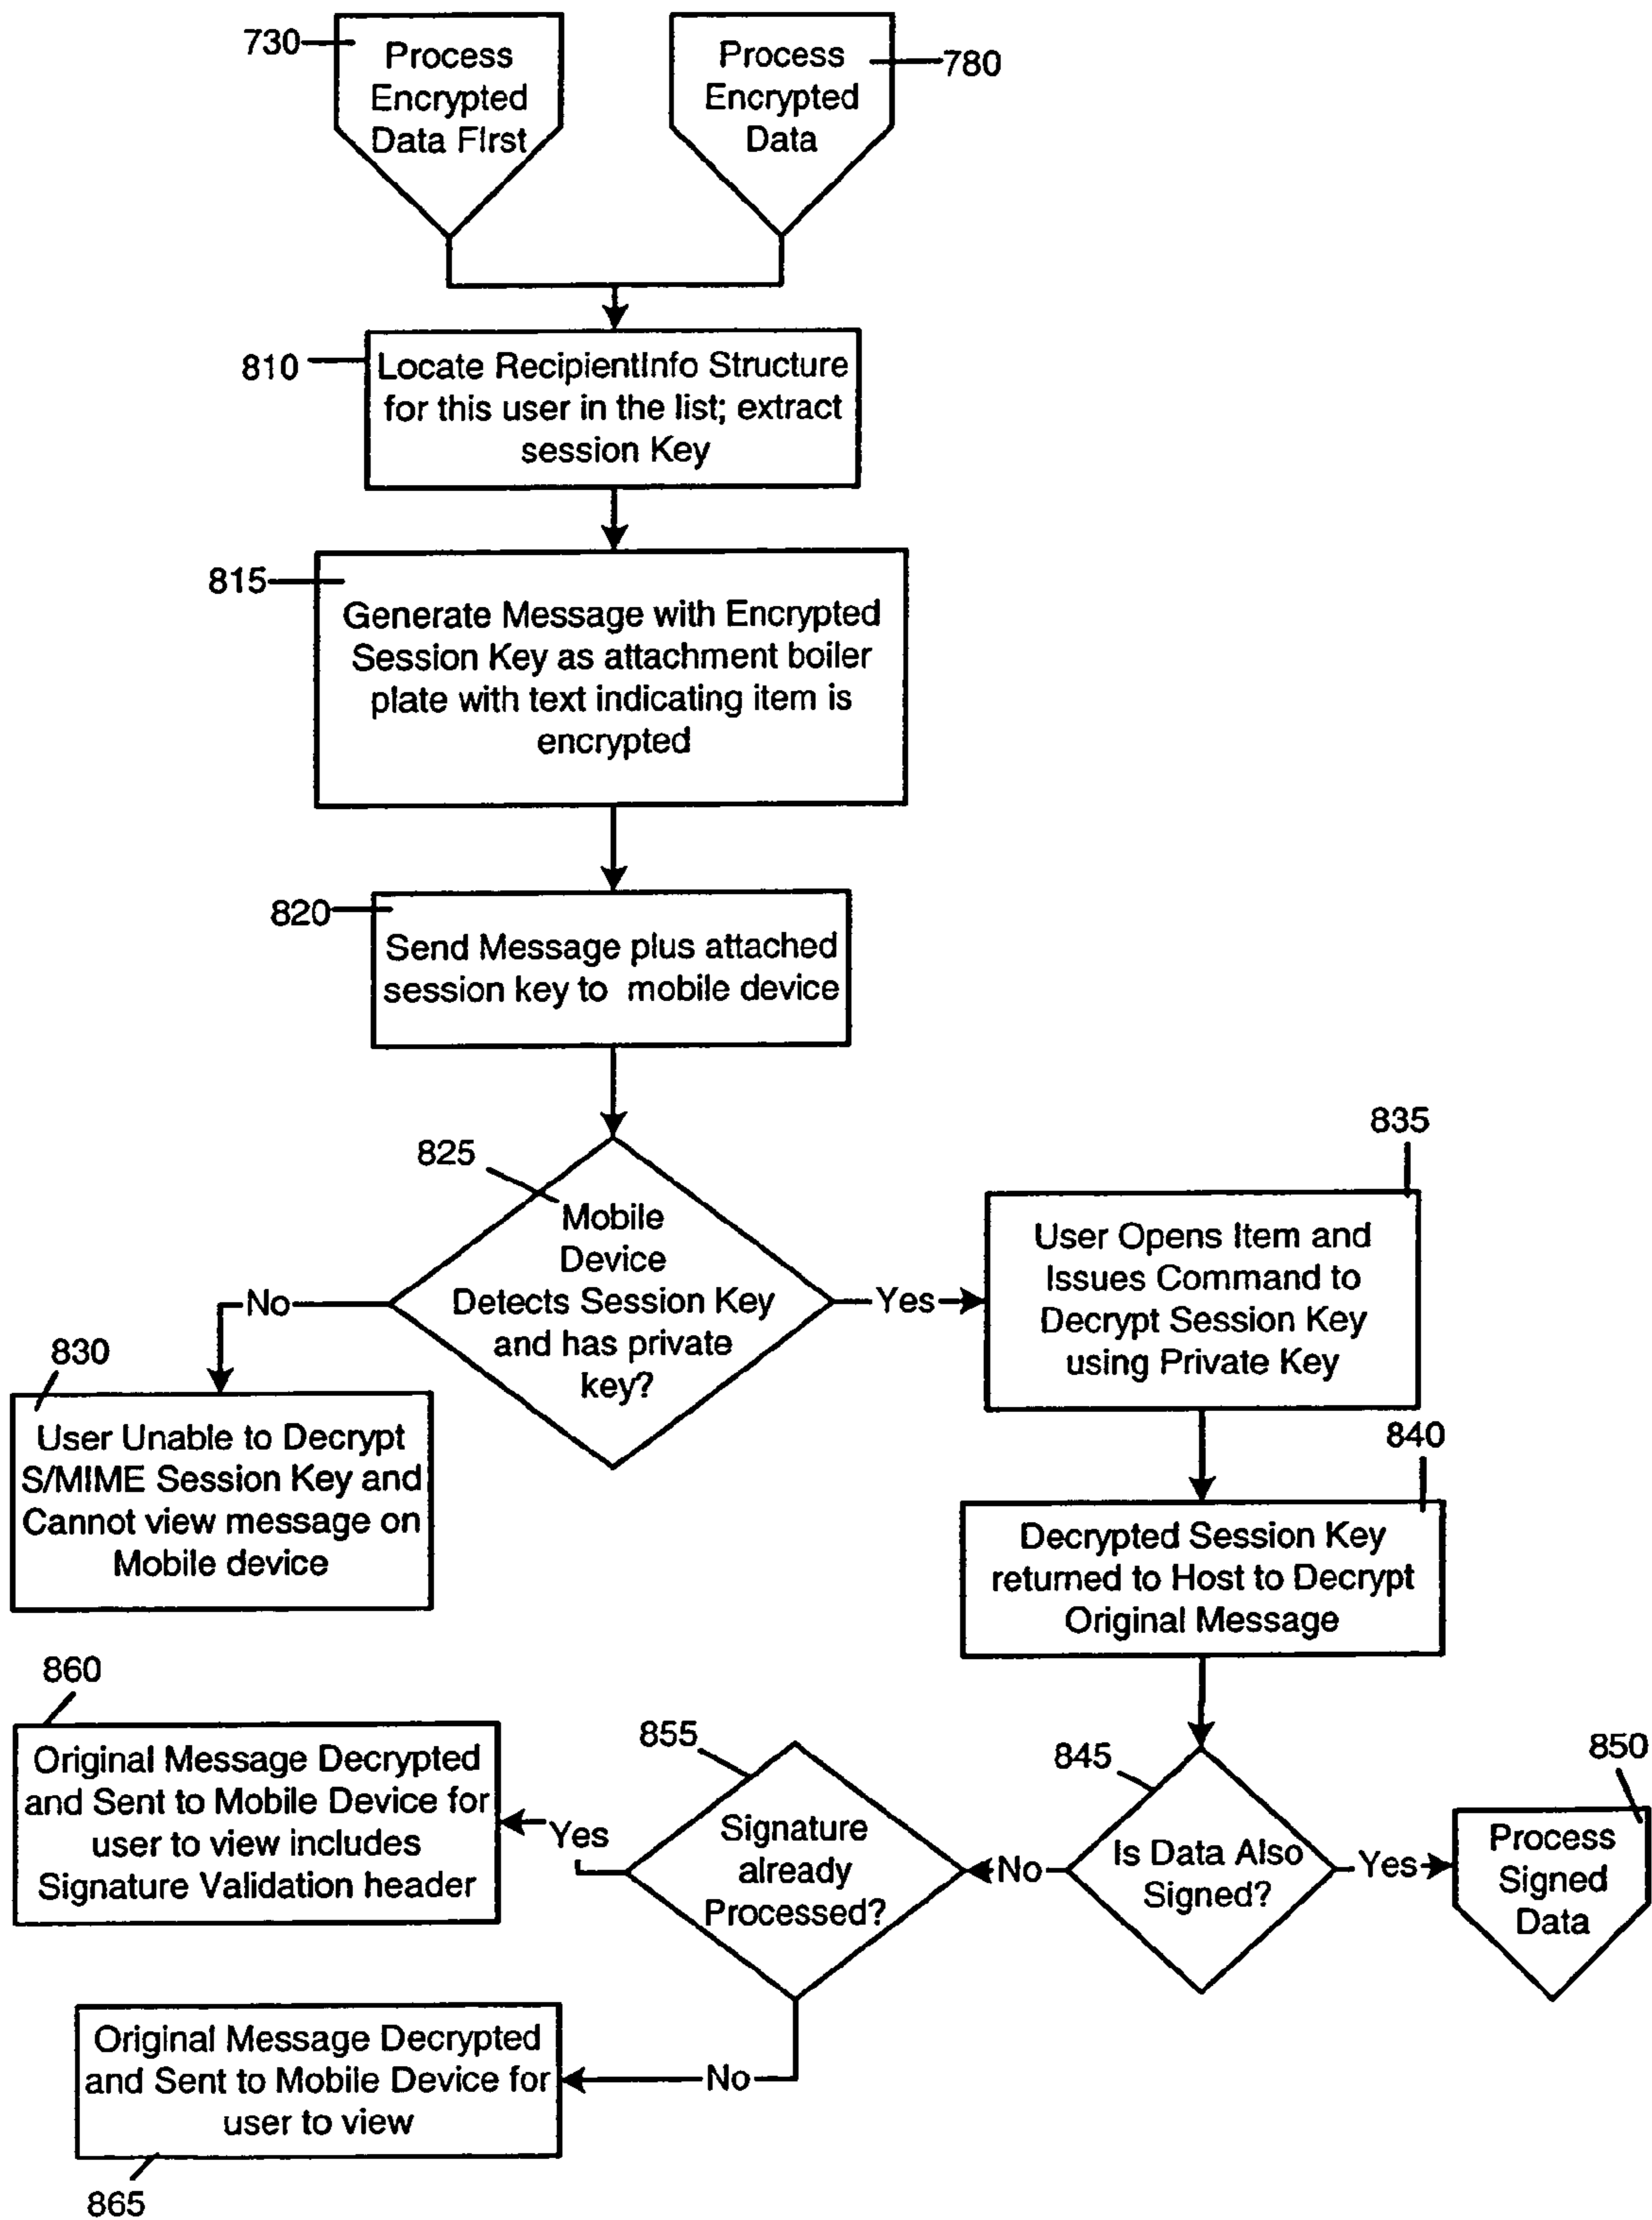 730
Process
Encrypted
Data FIrst
Process
Encrypted
Data
780
810
Locate RecipientInfo Structure
for this user in the list; extract
session Key
815
Generate Message with Encrypted
Session Key as attachment boiler
plate with text indicating item is
encrypted
820
Send Message plus attached
session key to mobile device
825
Mobile
Device
Detects Session Key
and has private
key?
No
Yes
830
User Unable to Decrypt
S/MIME Session Key and
Cannot view message on
Mobile device
835
User Opens Item and
Issues Command to
Decrypt Session Key
using Private Key
840
Decrypted Session Key
returned to Host to Decrypt
Original Message
845
Is Data Also
Signed?
Yes
850
Process
Signed
Data
No
855
Signature
already
Processed?
Yes
860
Original Message Decrypted
and Sent to Mobile Device for
user to view includes
Signature Validation header
No
Original Message Decrypted
and Sent to Mobile Device for
user to view
865